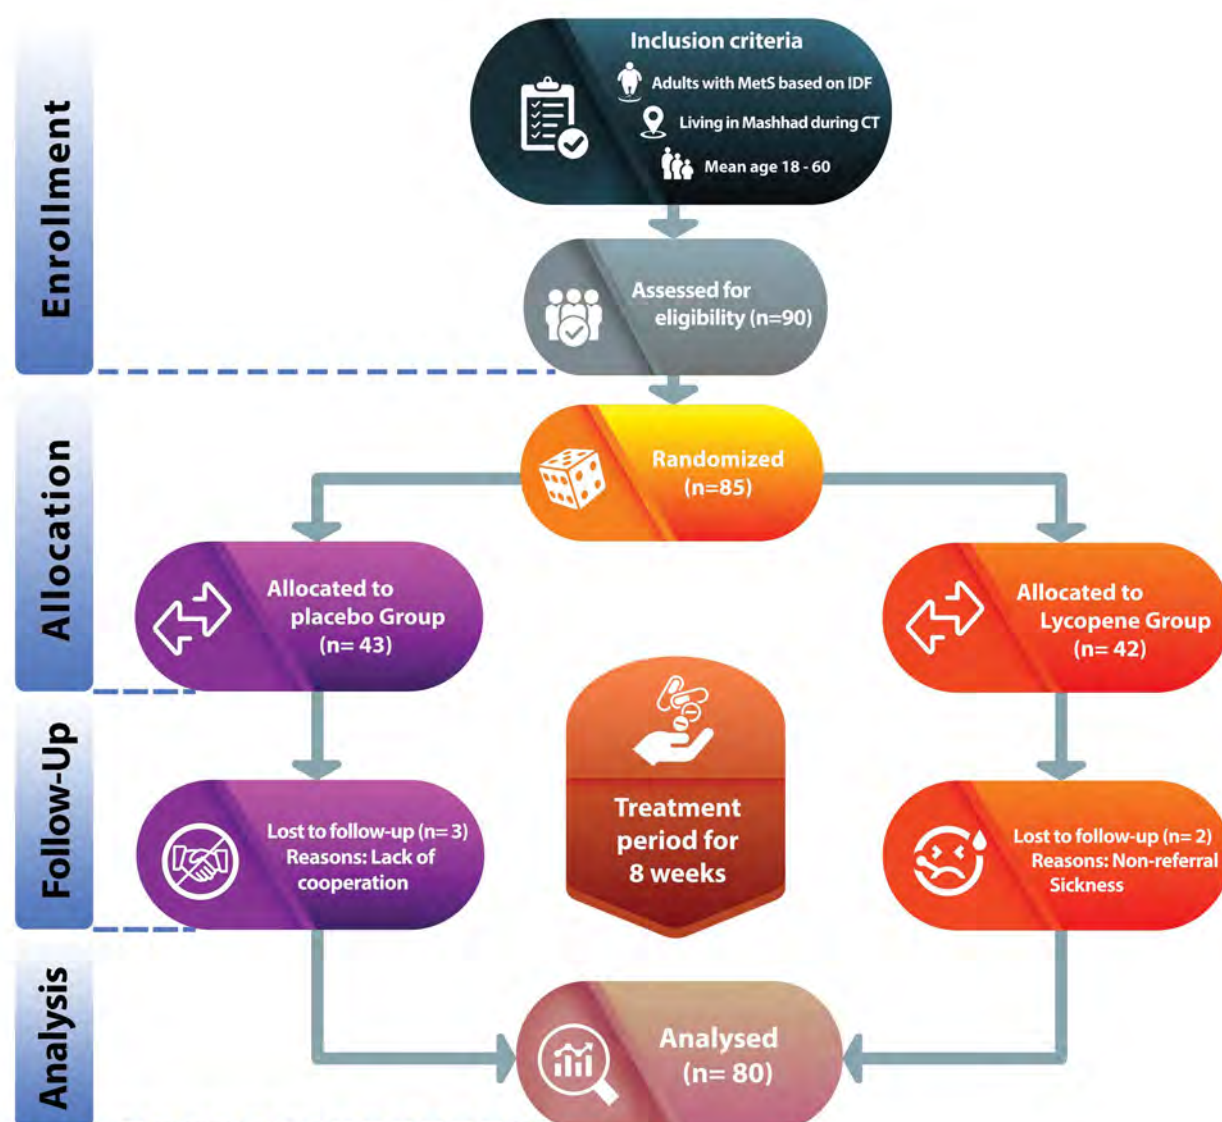 Enrollment
Inclusion criteria
Adults with MetS based on IDF
Living in Mashhad during CT
Mean age 18 - 60
Assessed for
eligibility (n=90)
Allocation
Randomized
(n=85)
Allocated to
placebo Group
(n= 43)
Allocated to
Lycopene Group
(n= 42)
Follow-Up
Lost to follow-up (n= 3)
Reasons: Lack of
cooperation
Treatment
period for
8 weeks
Lost to follow-up (n= 2)
Reasons: Non-referral
Sickness
Analysis
Analysed
(n= 80)